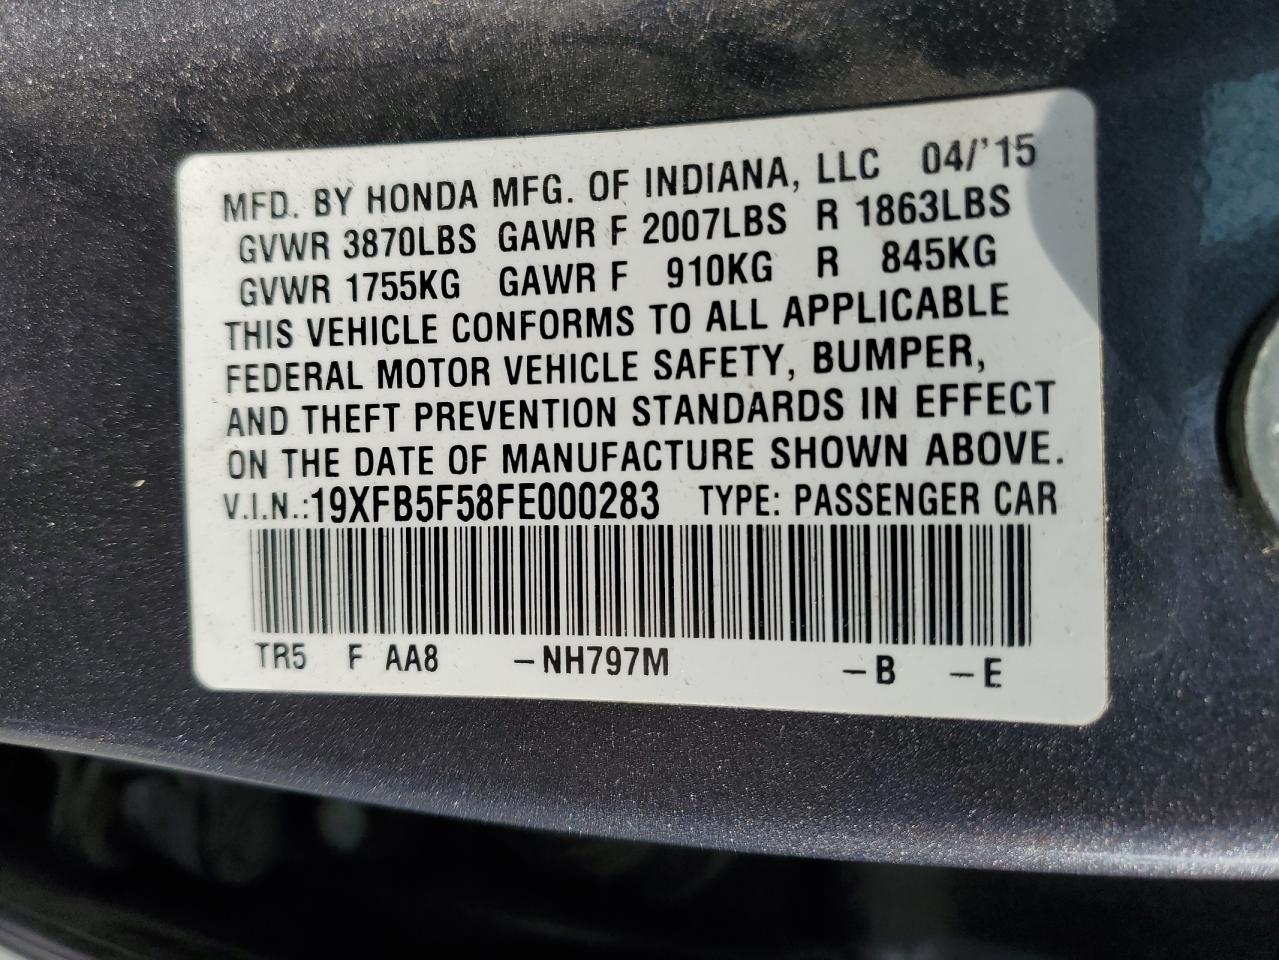 MFD. BY HONDA MFG. OF INDIANA, LLC 04/'15
GVWR 3870LBS GAWR F 2007LBS R 1863LBS
GVWR 1755KG GAWR F 910KG R 845KG
THIS VEHICLE CONFORMS TO ALL APPLICABLE
FEDERAL MOTOR VEHICLE SAFETY, BUMPER,
AND THEFT PREVENTION STANDARDS IN EFFECT
ON THE DATE OF MANUFACTURE SHOWN ABOVE.
V.I.N.:19XFB5F58FE000283 TYPE: PASSENGER CAR
TR5 F AA8 –NH797M –B –E